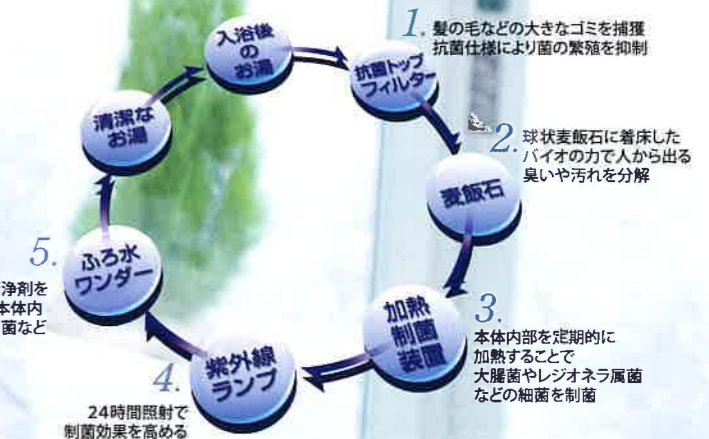 入浴後
の
お湯
1.
髪の毛などの大きなゴミを捕獲
抗菌仕様により菌の繁殖を抑制
抗菌トップ
フィルター
2.
球状麦飯石に着床した
バイオの力で人から出る
臭いや汚れを分解
麦飯石
3.
本体内部を定期的に
加熱することで
大腸菌やレジオネラ属菌
などの細菌を制菌
加熱
制菌
装置
4.
24時間照射で
制菌効果を高める
紫外線
ランプ
5.
浄剤を
本体内
菌など
ふろ水
ワンダー
清潔な
お湯